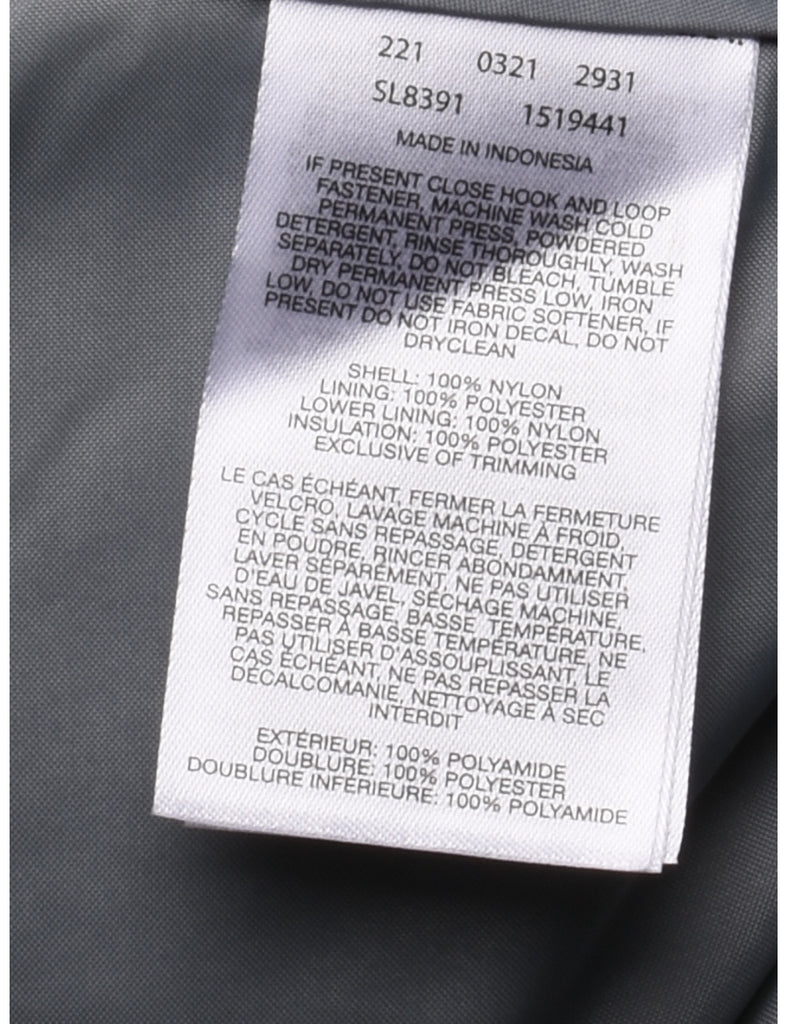 221 0321 2931
SL8391 1519441
MADE IN INDONESIA
IF PRESENT CLOSE HOOK AND LOOP
FASTENER, MACHINE WASH COLD
PERMANENT PRESS, POWDERED
DETERGENT, RINSE THOROUGHLY, WASH
SEPARATELY, DO NOT BLEACH, TUMBLE
DRY PERMANENT PRESS LOW, IRON
LOW, DO NOT USE FABRIC SOFTENER, IF
PRESENT DO NOT IRON DECAL, DO NOT
DRYCLEAN
SHELL: 100% NYLON
LINING: 100% POLYESTER
LOWER LINING: 100% NYLON
INSULATION: 100% POLYESTER
EXCLUSIVE OF TRIMMING
LE CAS ÉCHÉANT, FERMER LA FERMETURE
VELCRO, LAVAGE MACHINE À FROID,
CYCLE SANS REPASSAGE, DÉTERGENT
EN POUDRE, RINCER ABONDAMMENT,
LAVER SÉPARÉMENT, NE PAS UTILISER
D'EAU DE JAVEL, SÉCHAGE MACHINE,
SANS REPASSAGE, BASSE TEMPÉRATURE,
REPASSER À BASSE TEMPÉRATURE, NE
PAS UTILISER D'ASSOUPLISSANT, LE
CAS ÉCHÉANT, NE PAS REPASSER LA
DÉCALCOMANIE, NETTOYAGE À SEC
INTERDIT
EXTÉRIEUR: 100% POLYAMIDE
DOUBLURE: 100% POLYESTER
DOUBLURE INFÉRIEURE: 100% POLYAMIDE